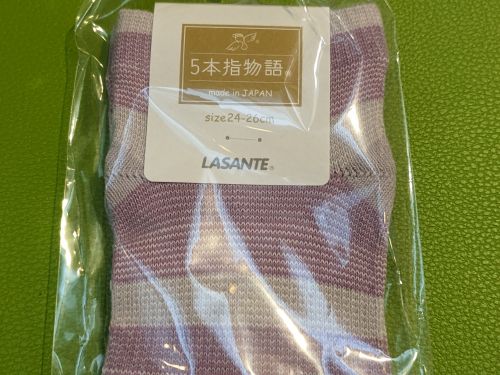 5本指物語®
made in JAPAN
size24-26cm
LASANTE®